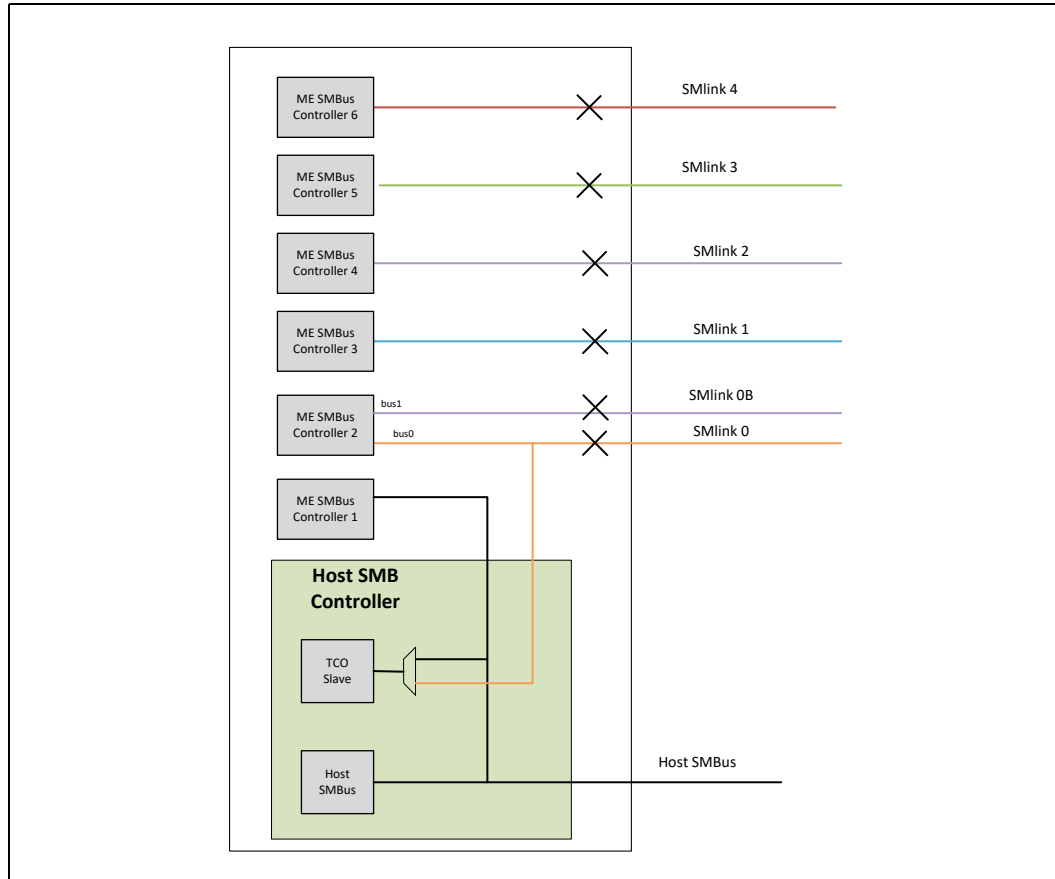 SMlink 4
ME SMBus
Controller 6
SMlink 3
ME SMBus
Controller 5
SMlink 2
ME SMBus
Controller 4
SMlink 1
ME SMBus
Controller 3
SMlink 0B
bus1
ME SMBus
Controller 2
SMlink 0
bus0
ME SMBus
Controller 1
Host SMB
Controller
TCO
Slave
Host SMBus
Host
SMBus